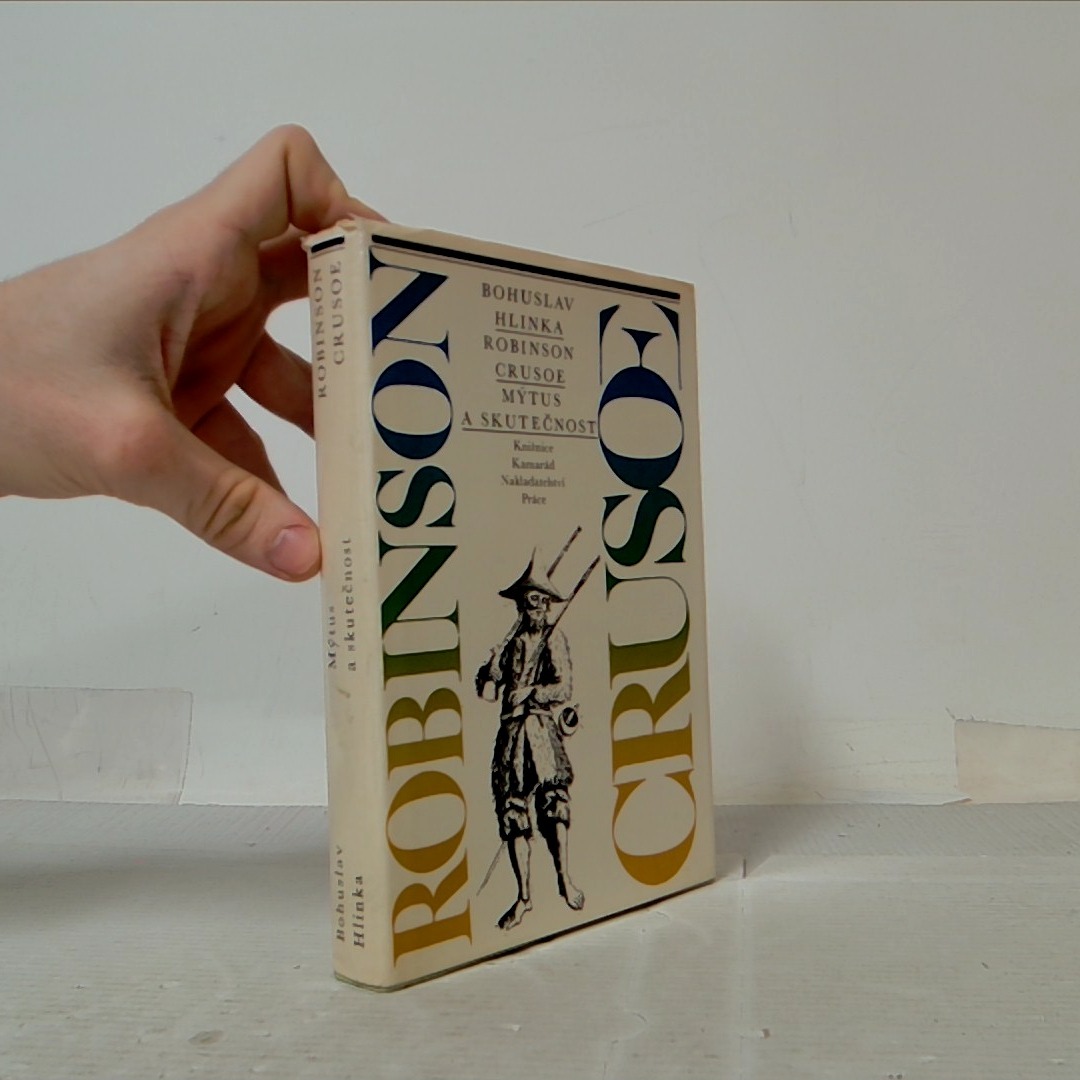 ROBINSON
CRUSOE
Mýtus
a skutečnost
Bohuslav
Hlinka
ROBINSON
BOHUSLAV
HLINKA
ROBINSON
CRUSOE
MÝTUS
A SKUTEČNOST
Knižnice
Kamarád
Nakladatelství
Práce
CRUSOE